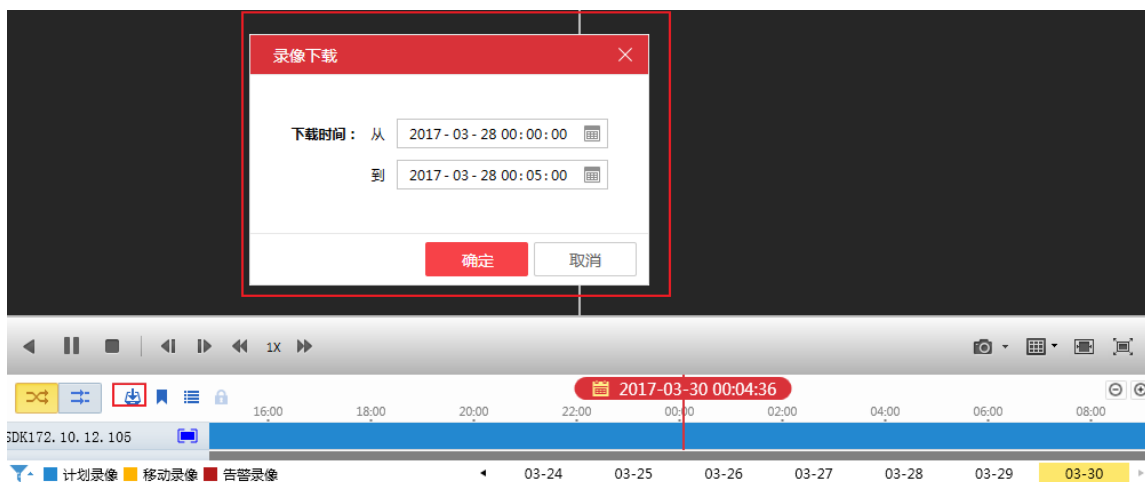 录像下载
下载时间： 从 2017-03-28 00:00:00
到 2017-03-28 00:05:00
确定 取消
1X
2017-03-30 00:04:36
16:00 18:00 20:00 22:00 00:00 02:00 04:00 06:00 08:00
SDK172.10.12.105
计划录像 移动录像 告警录像 03-24 03-25 03-26 03-27 03-28 03-29 03-30